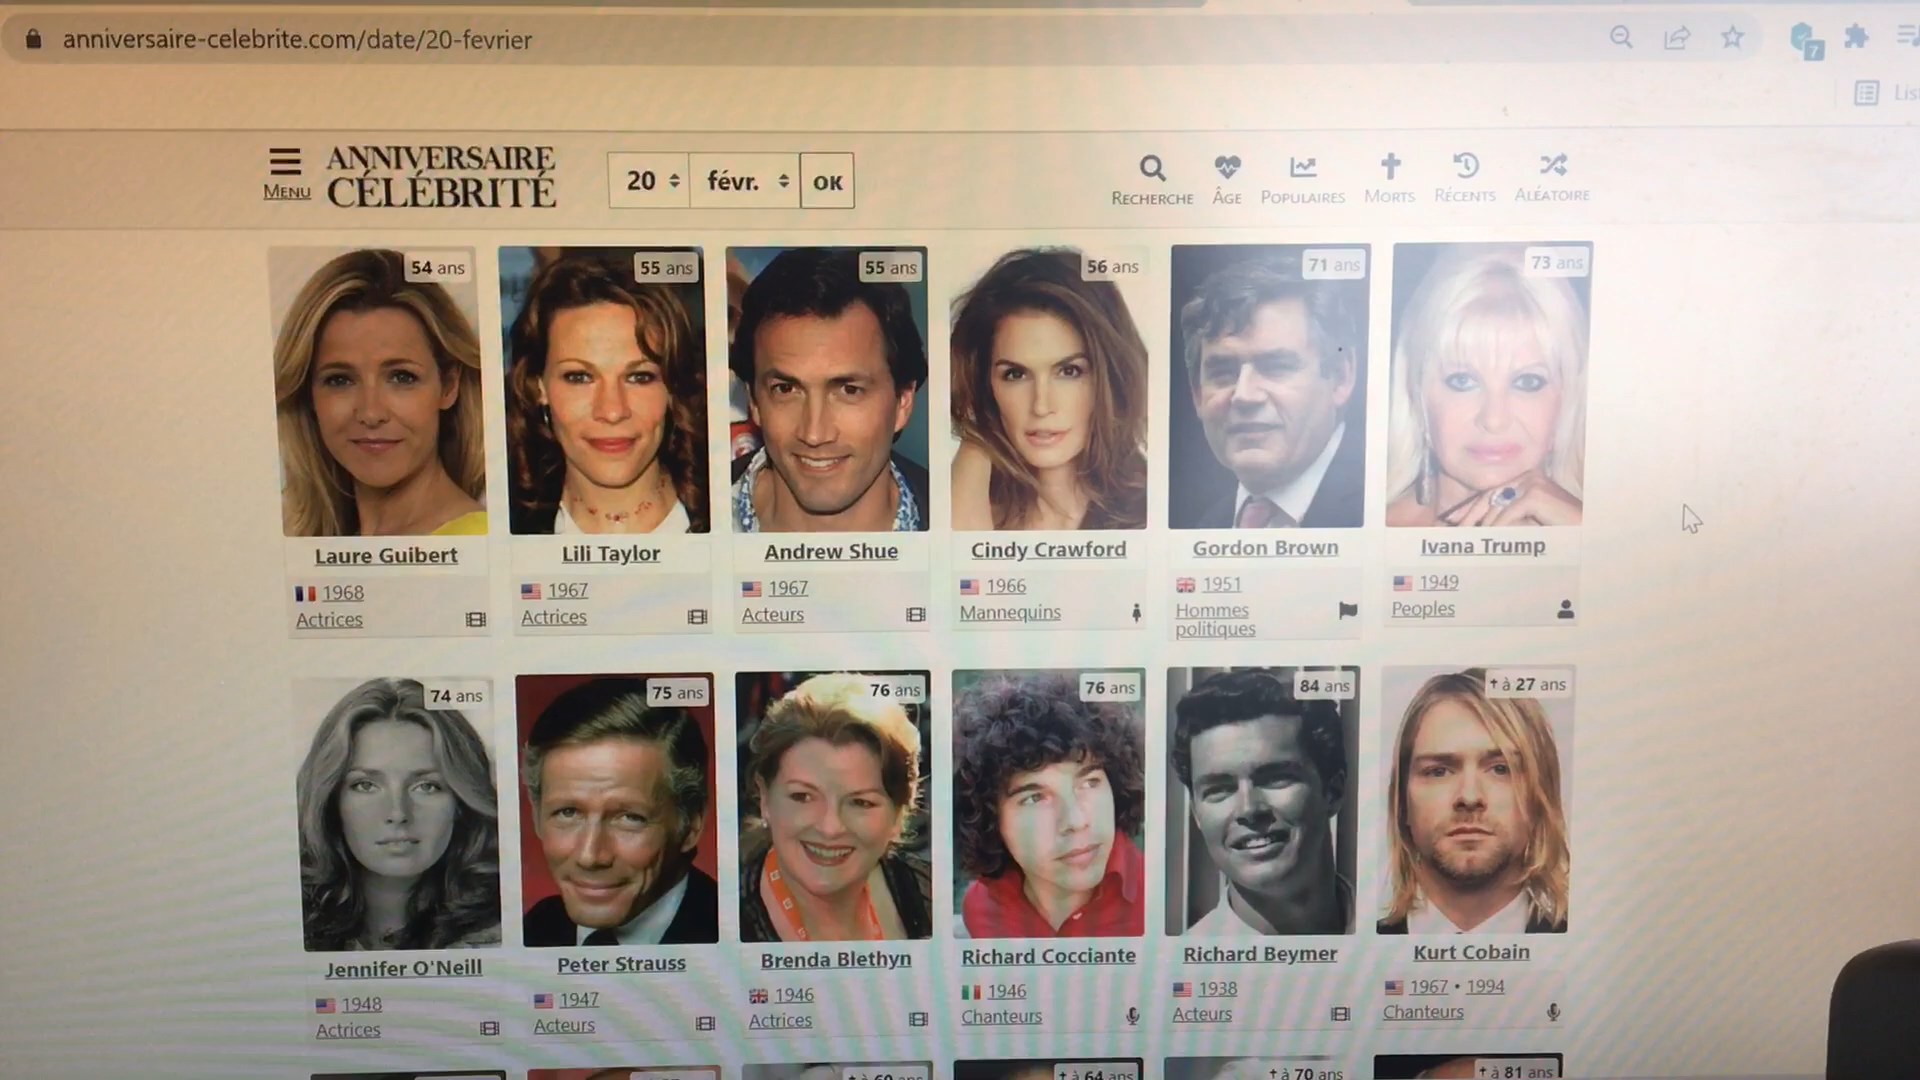 anniversaire-celebrite.com/date/20-fevrier
7
ANNIVERSAIRE
CÉLÉBRITÉ
MENU
20 févr. OK
RECHERCHE ÂGE POPULAIRES MORTS RÉCENTS ALÉATOIRE
54 ans 55 ans 55 ans 56 ans 71 ans 73 ans
Laure Guibert Lili Taylor Andrew Shue Cindy Crawford Gordon Brown Ivana Trump
1968 1967 1967 1966 1951 1949
Actrices Actrices Acteurs Mannequins Hommes politiques Peoples
74 ans 75 ans 76 ans 76 ans 84 ans † à 27 ans
Jennifer O'Neill Peter Strauss Brenda Blethyn Richard Cocciante Richard Beymer Kurt Cobain
1948 1947 1946 1946 1938 1967 • 1994
Actrices Acteurs Actrices Chanteurs Acteurs Chanteurs
† à 64 ans † à 70 ans † à 81 ans